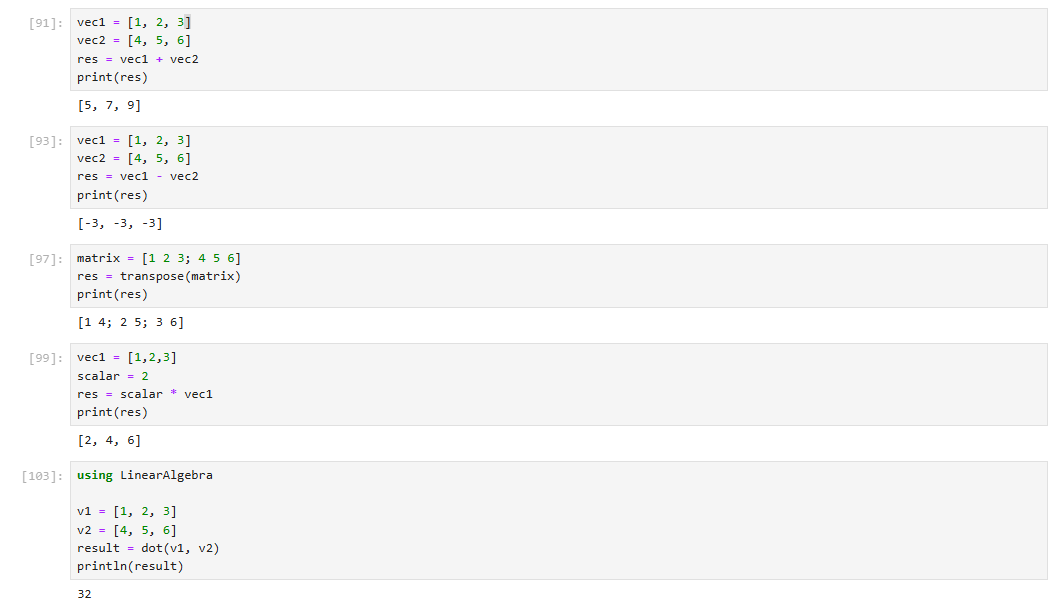 [91]: vec1 = [1, 2, 3]
vec2 = [4, 5, 6]
res = vec1 + vec2
print(res)
[5, 7, 9]
[93]: vec1 = [1, 2, 3]
vec2 = [4, 5, 6]
res = vec1 - vec2
print(res)
[-3, -3, -3]
[97]: matrix = [1 2 3; 4 5 6]
res = transpose(matrix)
print(res)
[1 4; 2 5; 3 6]
[99]: vec1 = [1,2,3]
scalar = 2
res = scalar * vec1
print(res)
[2, 4, 6]
[103]: using LinearAlgebra
v1 = [1, 2, 3]
v2 = [4, 5, 6]
result = dot(v1, v2)
println(result)
32